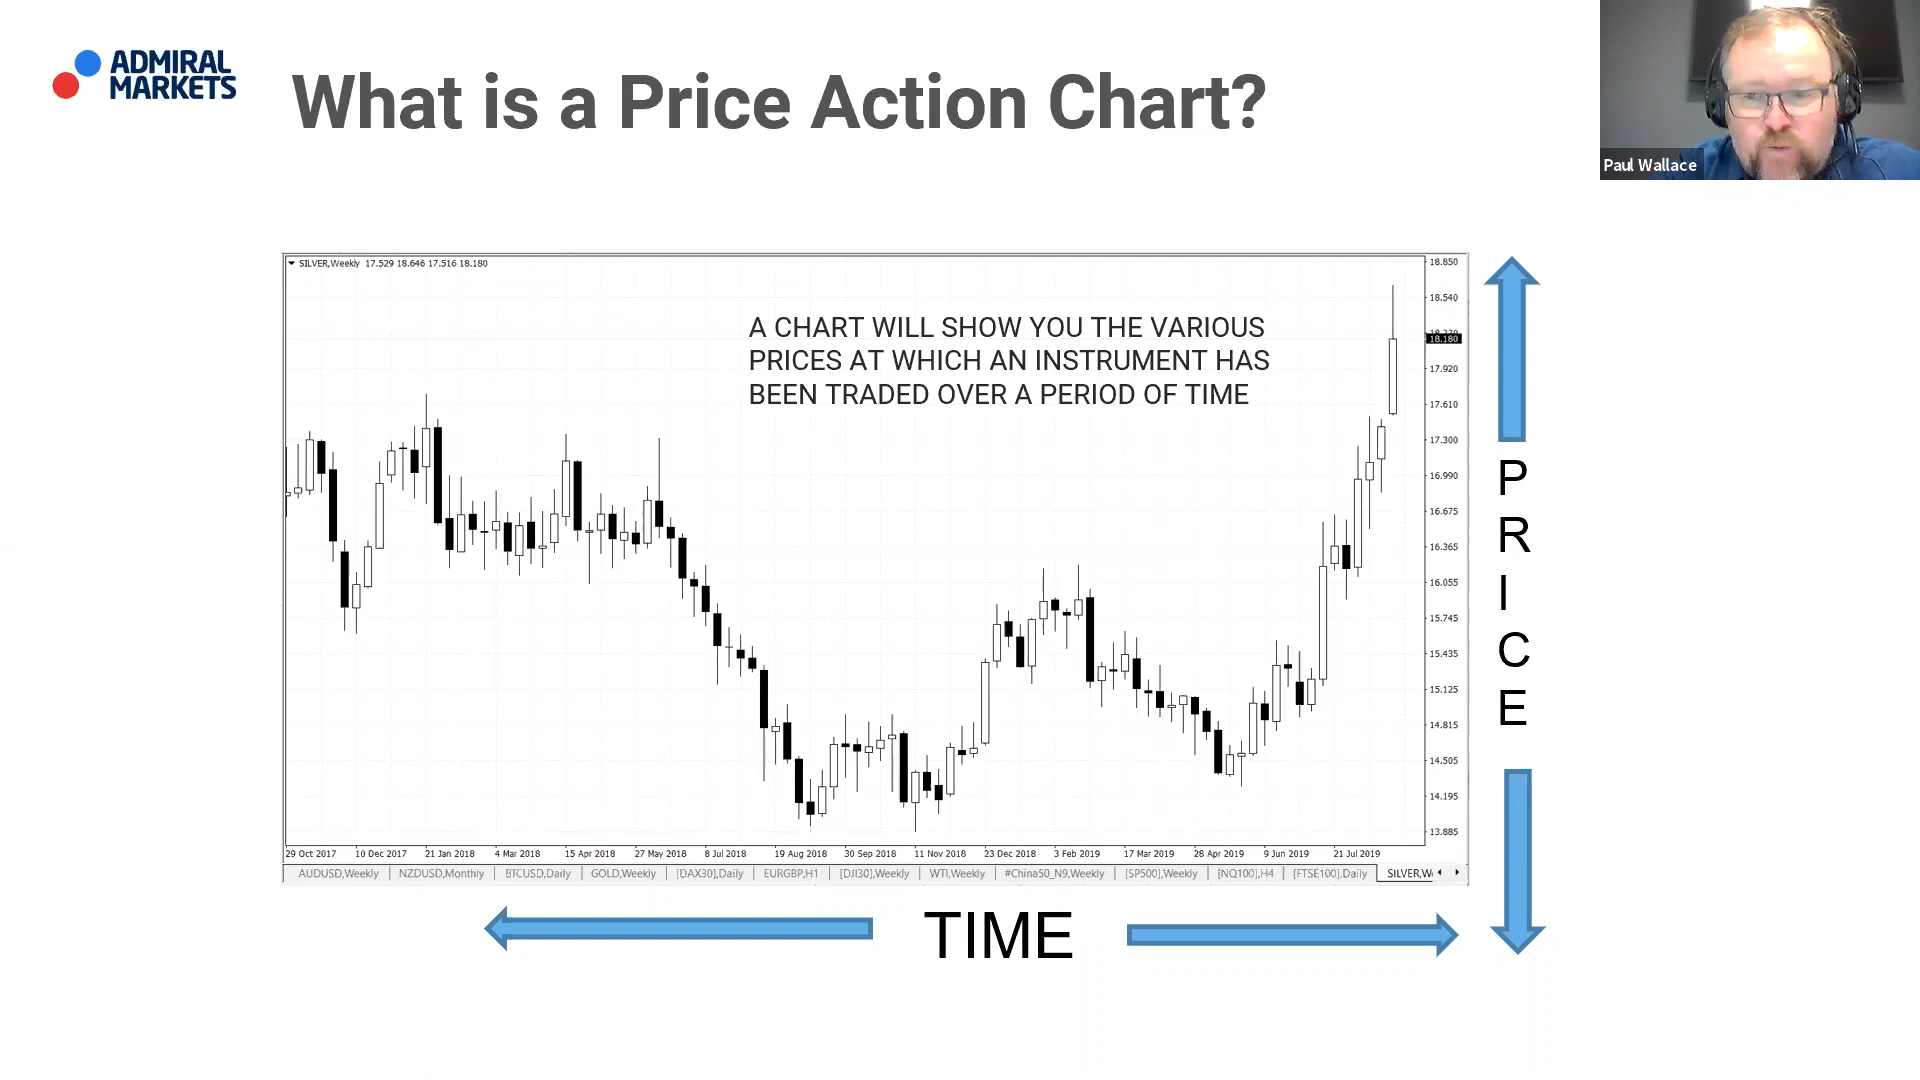 ADMIRAL
MARKETS
What is a Price Action Chart?
Paul Wallace
SILVER,Weekly 17.529 18.646 17.516 18.180
A CHART WILL SHOW YOU THE VARIOUS
PRICES AT WHICH AN INSTRUMENT HAS
BEEN TRADED OVER A PERIOD OF TIME
18.850
18.540
18.180
17.920
17.610
17.300
16.990
16.675
16.365
16.055
15.745
15.435
15.125
14.815
14.505
14.195
13.885
PRICE
29 Oct 2017 10 Dec 2017 21 Jan 2018 4 Mar 2018 15 Apr 2018 27 May 2018 8 Jul 2018 19 Aug 2018 30 Sep 2018 11 Nov 2018 23 Dec 2018 3 Feb 2019 17 Mar 2019 28 Apr 2019 9 Jun 2019 21 Jul 2019
AUDUSD,Weekly NZDUSD,Monthly BTCUSD,Daily GOLD,Weekly [DAX30],Daily EURGBP,H1 [DJI30],Weekly WTI,Weekly #China50_N9,Weekly [SP500],Weekly [NQ100],H4 [FTSE100],Daily SILVER,W
TIME